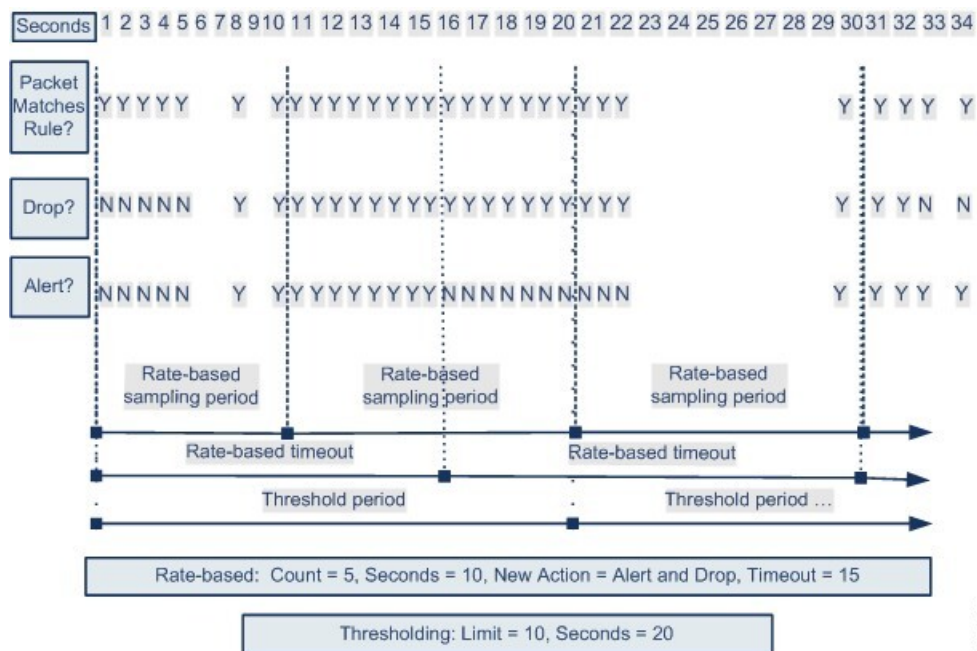 Seconds 1 2 3 4 5 6 7 8 9 10 11 12 13 14 15 16 17 18 19 20 21 22 23 24 25 26 27 28 29 30 31 32 33 34
Packet
Matches
Rule?
Y Y Y Y Y Y Y Y Y Y Y Y Y Y Y Y Y Y Y Y Y Y Y Y Y Y Y Y Y Y
Drop?
N N N N N Y Y Y Y Y Y Y Y Y Y Y Y Y Y Y Y Y Y Y Y Y Y Y N N
Alert?
N N N N N Y Y Y Y Y Y Y Y Y Y N N N N N N N N N N Y Y Y Y Y
Rate-based
sampling period
Rate-based
sampling period
Rate-based
sampling period
Rate-based timeout
Rate-based timeout
Threshold period
Threshold period ...
Rate-based: Count = 5, Seconds = 10, New Action = Alert and Drop, Timeout = 15
Thresholding: Limit = 10, Seconds = 20